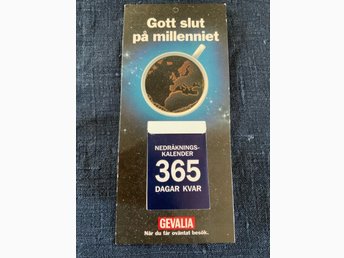 Gott slut
på millenniet
NEDRÄKNINGS-
KALENDER
365
DAGAR KVAR
GEVALIA
När du får oväntat besök.